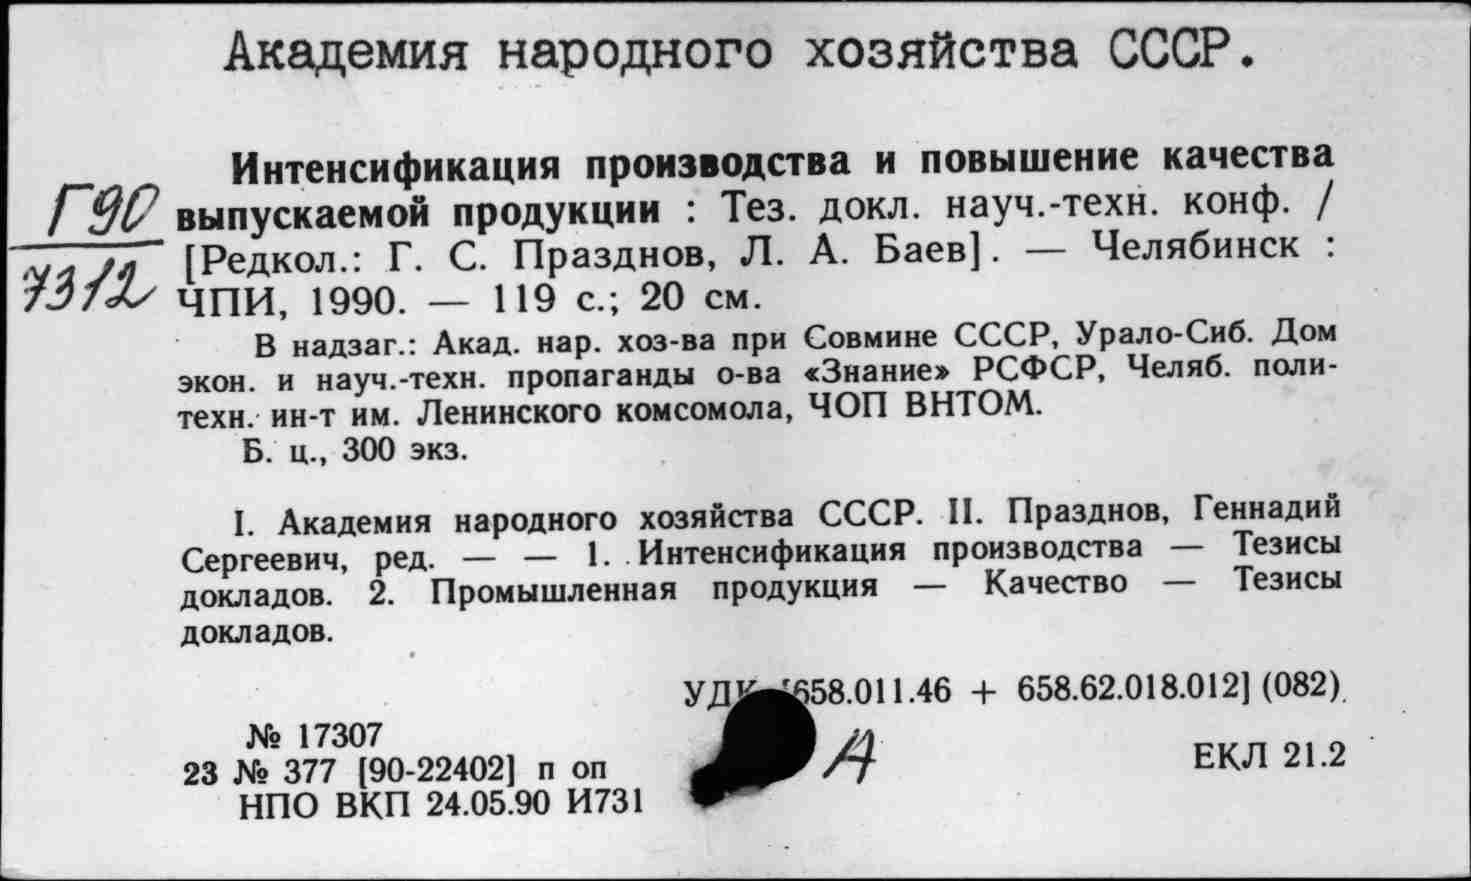 Академия народного хозяйства СССР.
Интенсификация производства и повышение качества
Г90 выпускаемой продукции : Тез. докл. науч.-техн. конф. /
[Редкол.: Г. С. Празднов, Л. А. Баев]. — Челябинск :
7312 ЧПИ, 1990. — 119 с.; 20 см.
В надзаг.: Акад. нар. хоз-ва при Совмине СССР, Урало-Сиб. Дом
экон. и науч.-техн. пропаганды о-ва «Знание» РСФСР, Челяб. поли-
техн. ин-т им. Ленинского комсомола, ЧОП ВНТОМ.
Б. ц., 300 экз.
I. Академия народного хозяйства СССР. II. Празднов, Геннадий
Сергеевич, ред. — — 1. Интенсификация производства — Тезисы
докладов. 2. Промышленная продукция — Качество — Тезисы
докладов.
УДК [658.011.46 + 658.62.018.012] (082)
№ 17307
23 № 377 [90-22402] п оп
НПО ВКП 24.05.90 И731
А
ЕКЛ 21.2